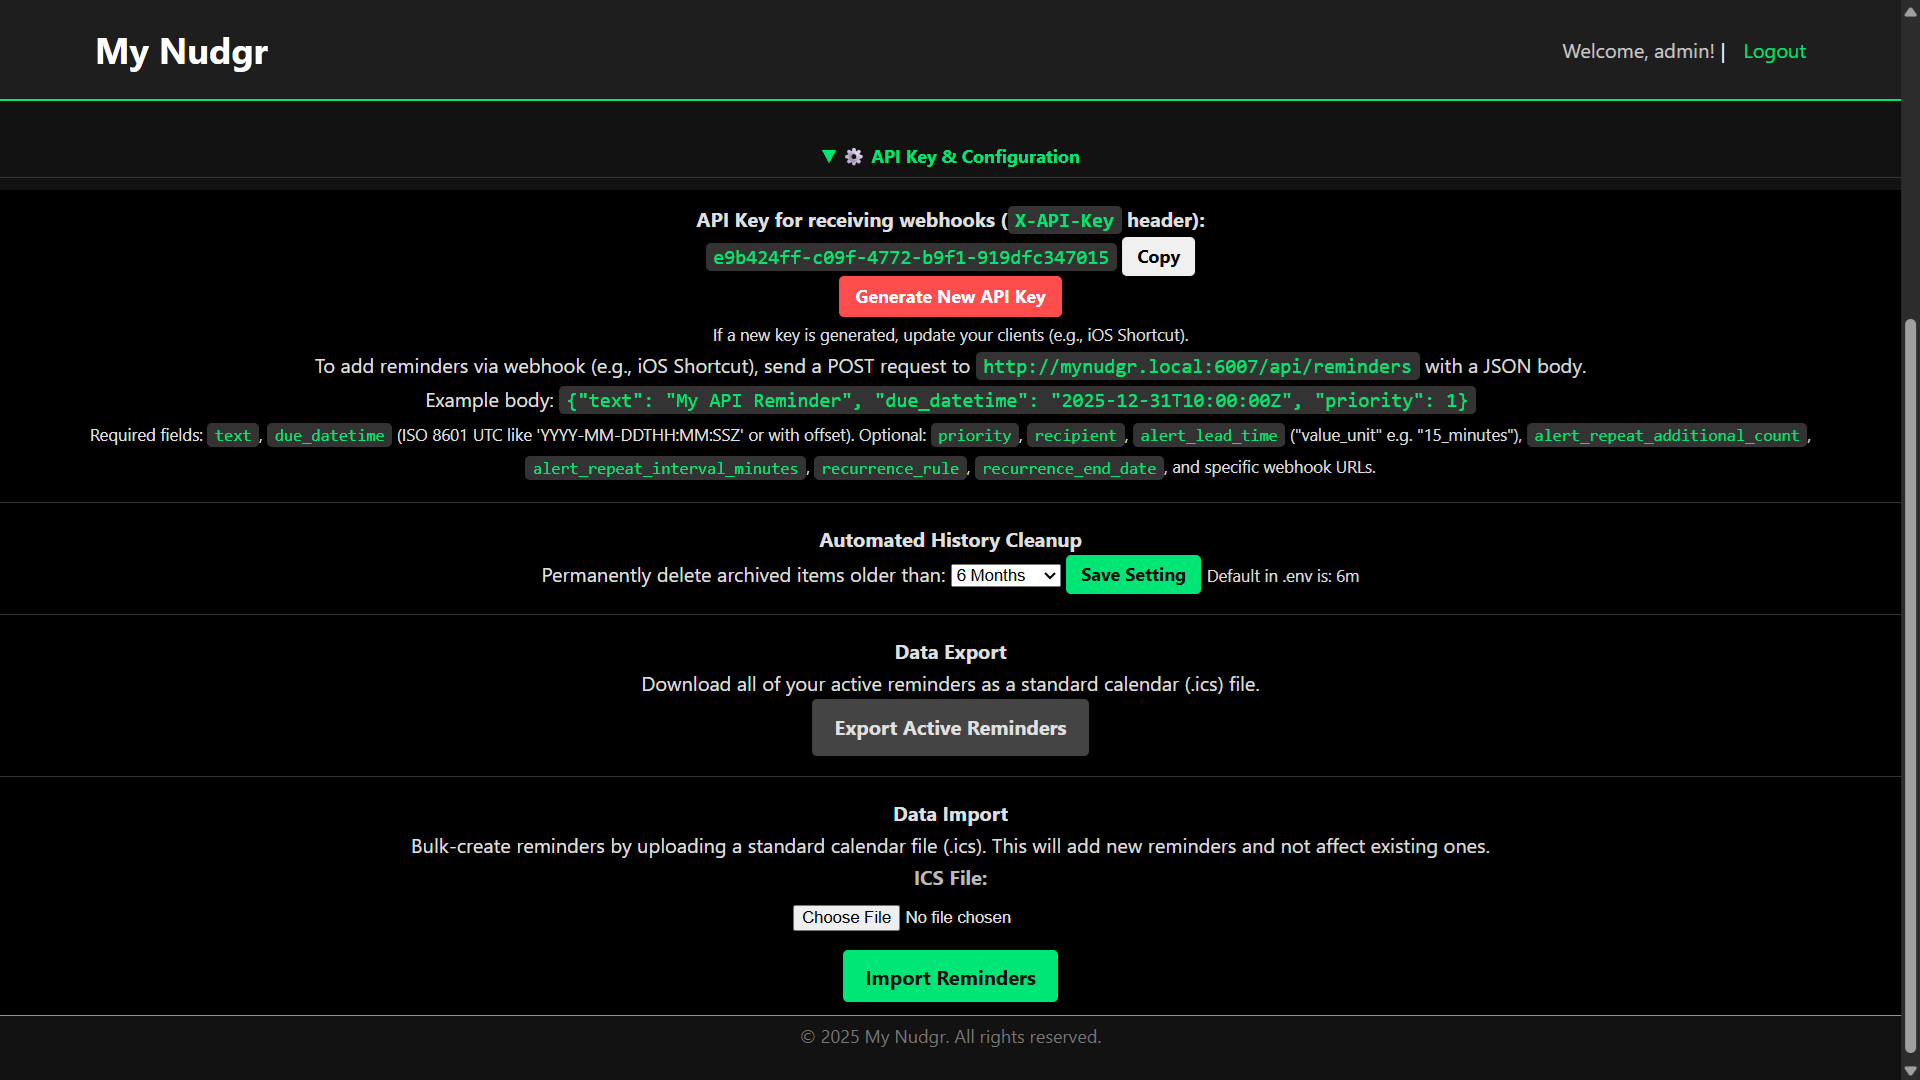 My Nudgr
Welcome, admin! | Logout
▼ ⚙ API Key & Configuration
API Key for receiving webhooks ( X-API-Key header):
e9b424ff-c09f-4772-b9f1-919dfc347015 Copy
Generate New API Key
If a new key is generated, update your clients (e.g., iOS Shortcut).
To add reminders via webhook (e.g., iOS Shortcut), send a POST request to http://mynudgr.local:6007/api/reminders with a JSON body.
Example body: {"text": "My API Reminder", "due_datetime": "2025-12-31T10:00:00Z", "priority": 1}
Required fields: text, due_datetime (ISO 8601 UTC like 'YYYY-MM-DDTHH:MM:SSZ' or with offset). Optional: priority, recipient, alert_lead_time ("value_unit" e.g. "15_minutes"), alert_repeat_additional_count,
alert_repeat_interval_minutes, recurrence_rule, recurrence_end_date, and specific webhook URLs.
Automated History Cleanup
Permanently delete archived items older than: 6 Months Save Setting Default in .env is: 6m
Data Export
Download all of your active reminders as a standard calendar (.ics) file.
Export Active Reminders
Data Import
Bulk-create reminders by uploading a standard calendar file (.ics). This will add new reminders and not affect existing ones.
ICS File:
Choose File No file chosen
Import Reminders
© 2025 My Nudgr. All rights reserved.